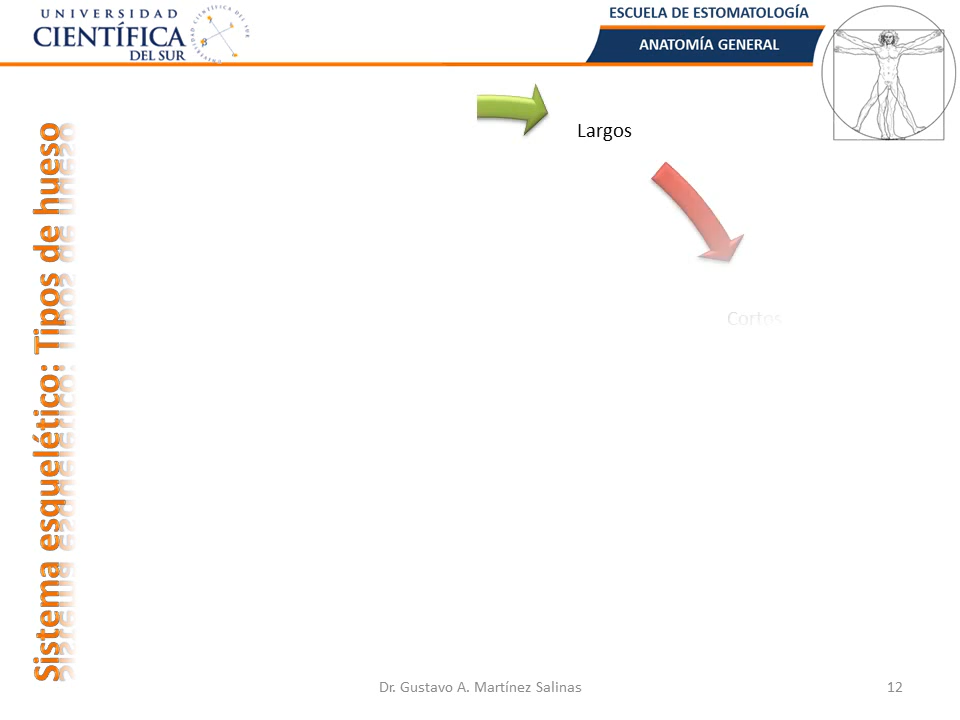 UNIVERSIDAD
CIENTÍFICA
DEL SUR
ESCUELA DE ESTOMATOLOGÍA
ANATOMÍA GENERAL
Sistema esquelético: Tipos de hueso
Largos
Cortos
Dr. Gustavo A. Martínez Salinas
12